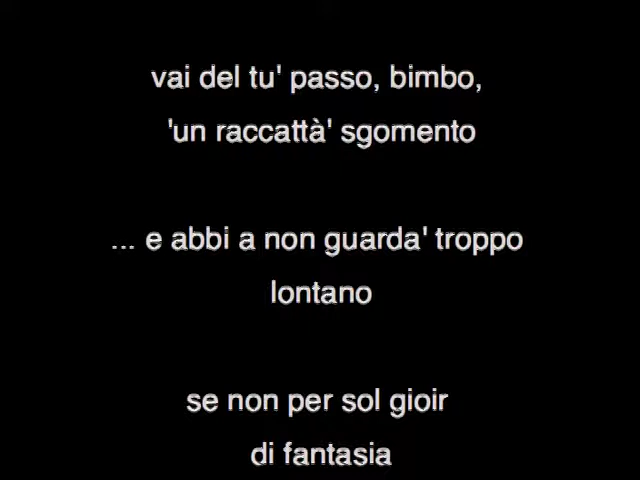 vai del tu' passo, bimbo,
'un raccattà' sgomento
... e abbi a non guarda' troppo
lontano
se non per sol gioir
di fantasia